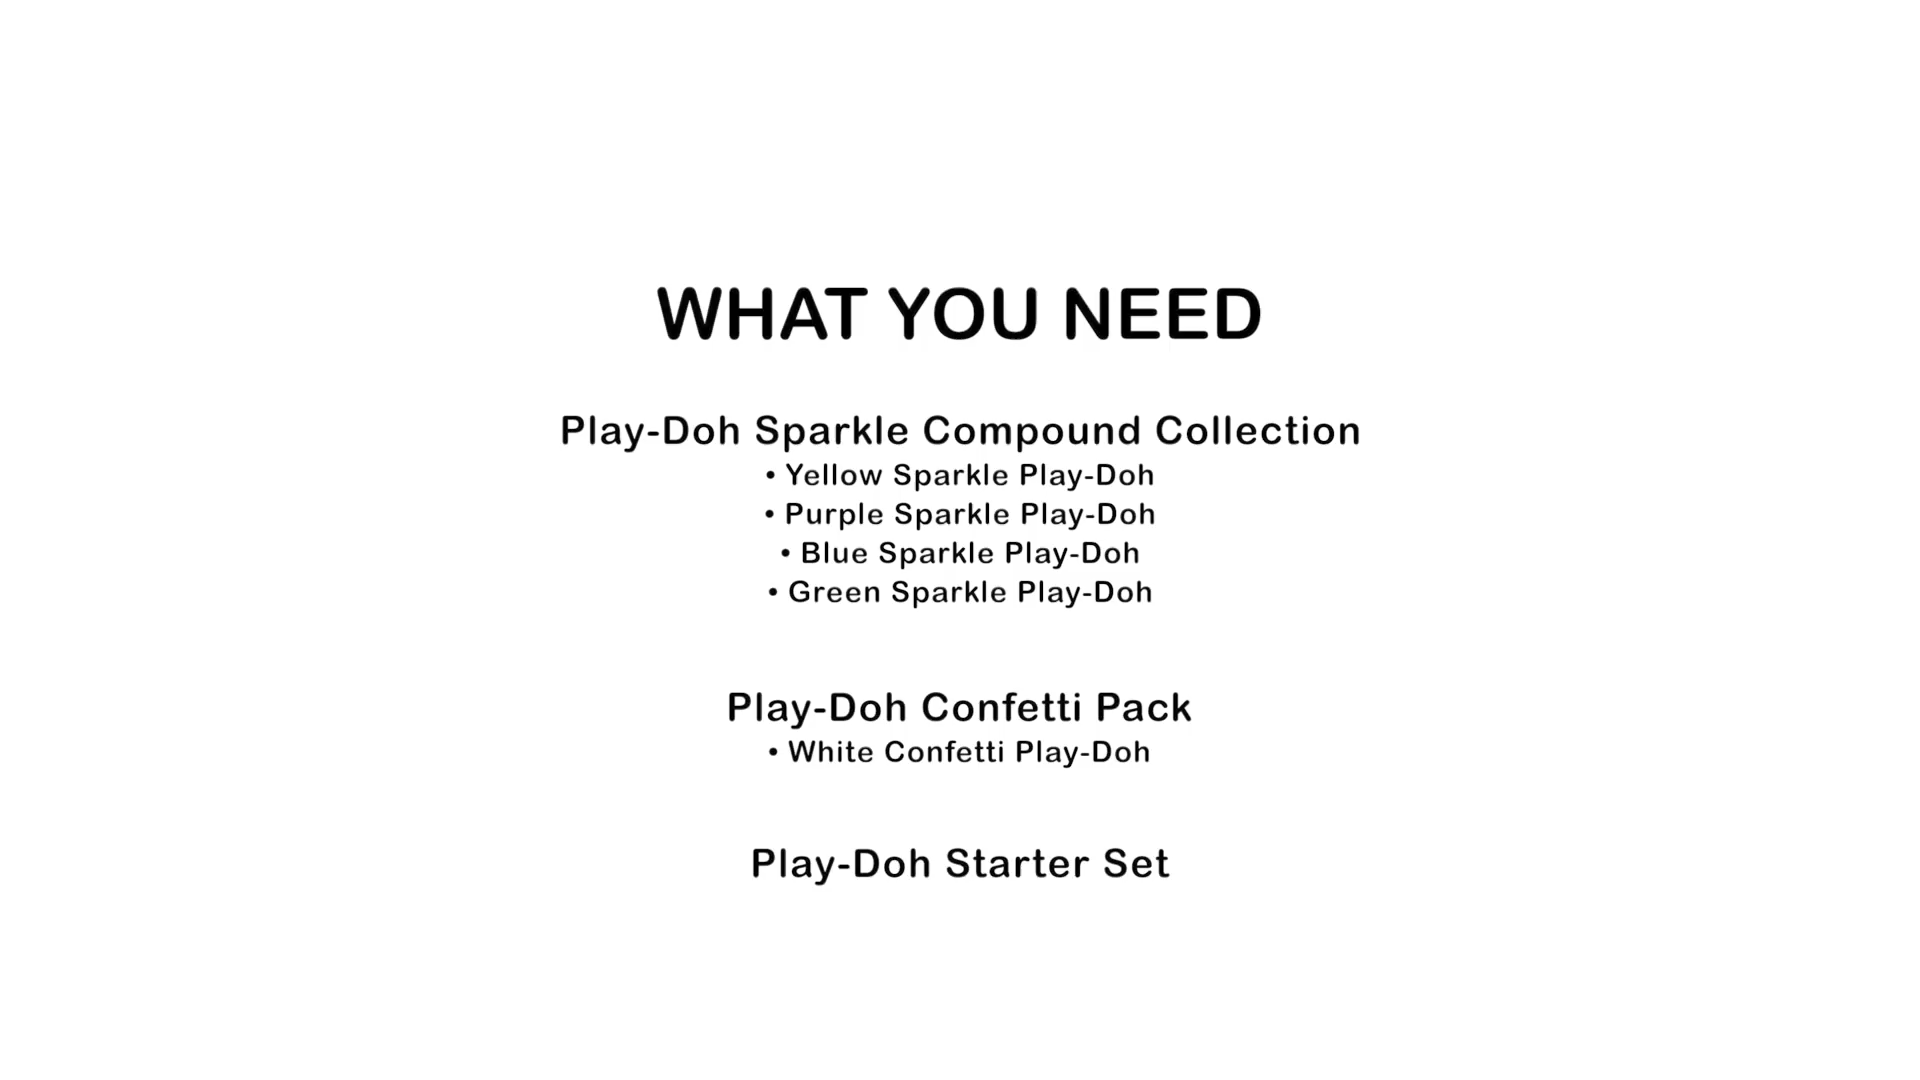 WHAT YOU NEED
Play-Doh Sparkle Compound Collection
• Yellow Sparkle Play-Doh
• Purple Sparkle Play-Doh
• Blue Sparkle Play-Doh
• Green Sparkle Play-Doh
Play-Doh Confetti Pack
• White Confetti Play-Doh
Play-Doh Starter Set